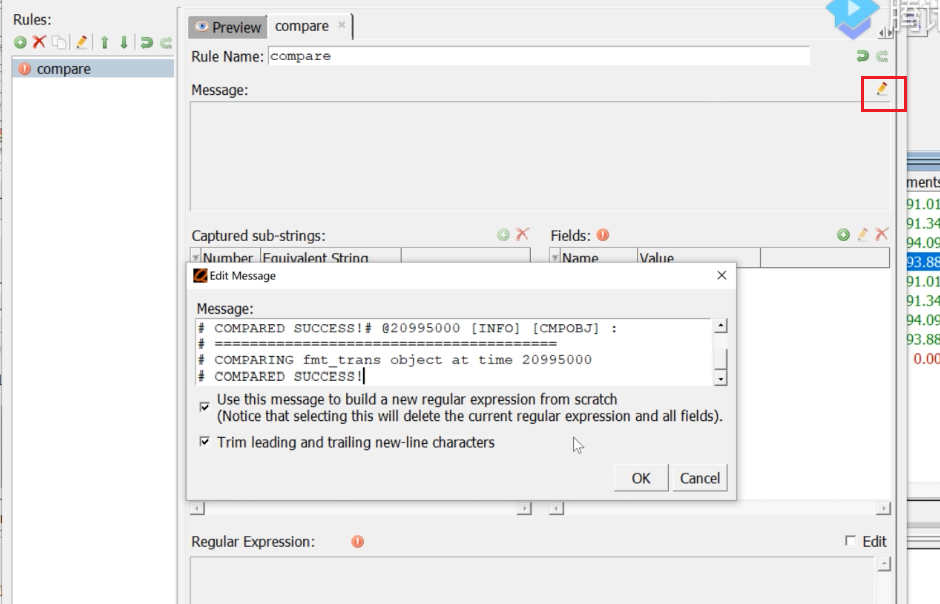 Rules:
compare
Preview
compare
Rule Name: compare
Message:
Captured sub-strings:
Fields:
Number
Equivalent String
Name
Value
Edit Message
Message:
# COMPARED SUCCESS!# @20995000 [INFO] [CMPOBJ] :
# =======================================
# COMPARING fmt_trans object at time 20995000
# COMPARED SUCCESS!
Use this message to build a new regular expression from scratch
(Notice that selecting this will delete the current regular expression and all fields).
Trim leading and trailing new-line characters
OK
Cancel
Regular Expression:
Edit
腾讯
ments
91.01
91.34
94.09
93.88
91.01
91.34
94.09
93.88
0.00